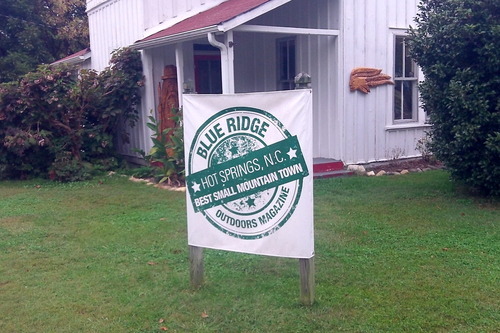 BLUE RIDGE
HOT SPRINGS, N.C.
BEST SMALL MOUNTAIN TOWN
OUTDOORS MAGAZINE